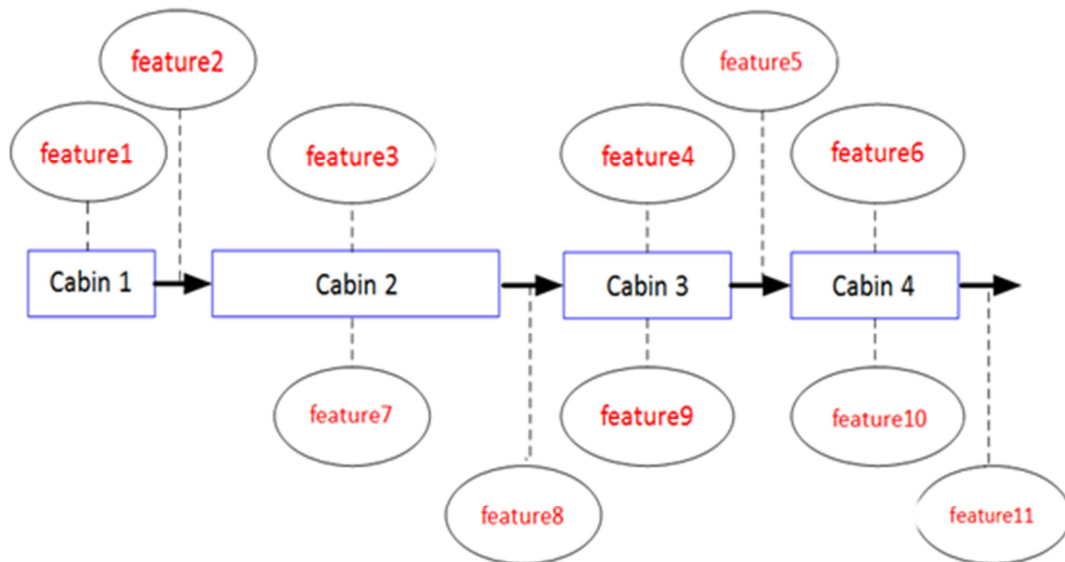 feature2
feature5
feature1
feature3
feature4
feature6
Cabin 1
Cabin 2
Cabin 3
Cabin 4
feature7
feature9
feature10
feature8
feature11